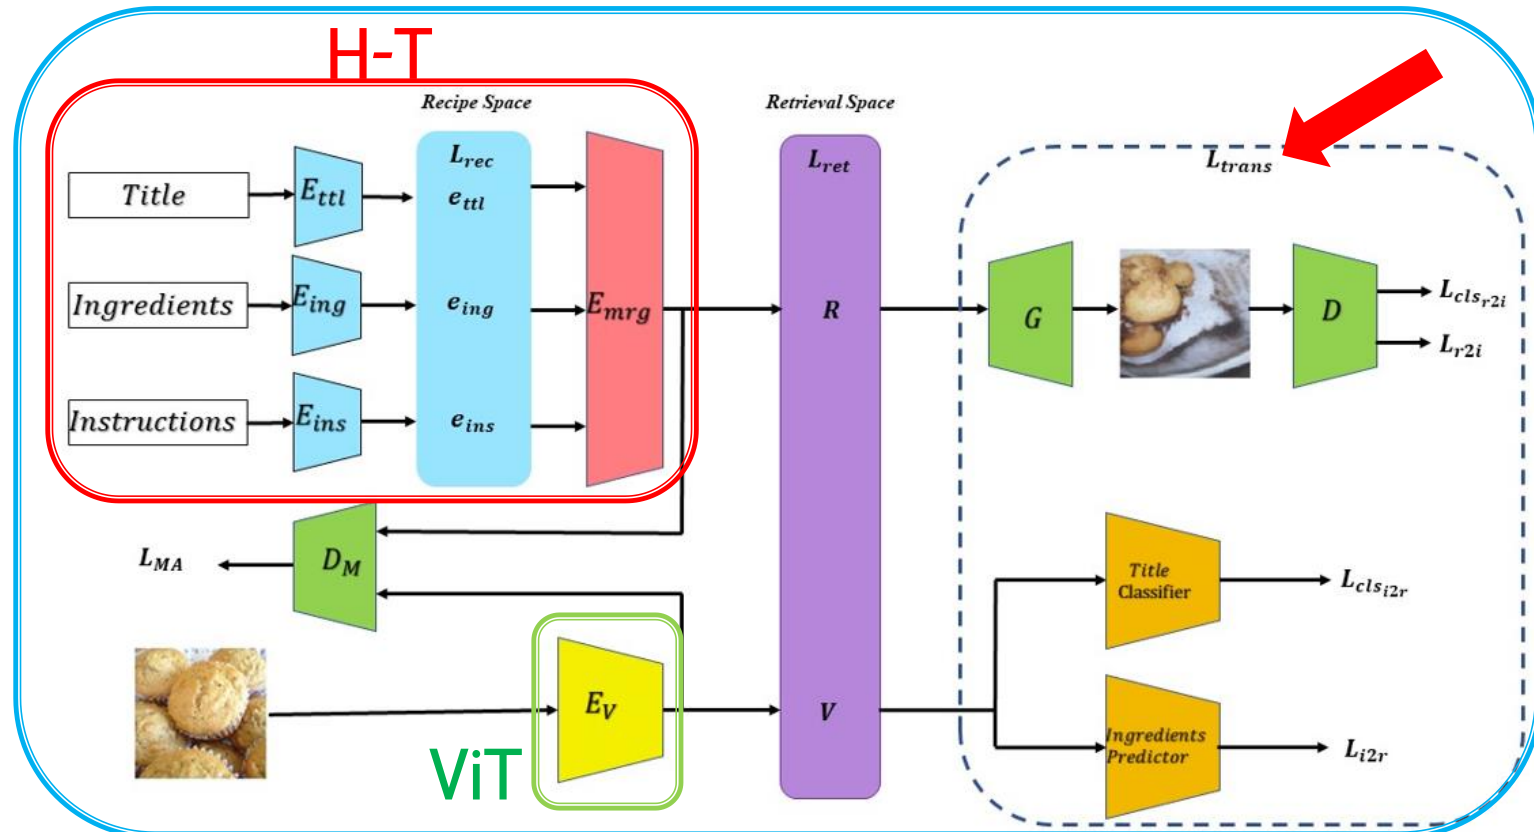 H-T
Recipe Space
Retrieval Space
L_rec
L_ret
L_trans
Title
E_ttl
e_ttl
Ingredients
E_ing
e_ing
E_mrg
R
G
D
L_cls_r2i
L_r2i
Instructions
E_ins
e_ins
L_MA
D_M
Title
Classifier
L_cls_i2r
E_V
V
Ingredients
Predictor
L_i2r
ViT